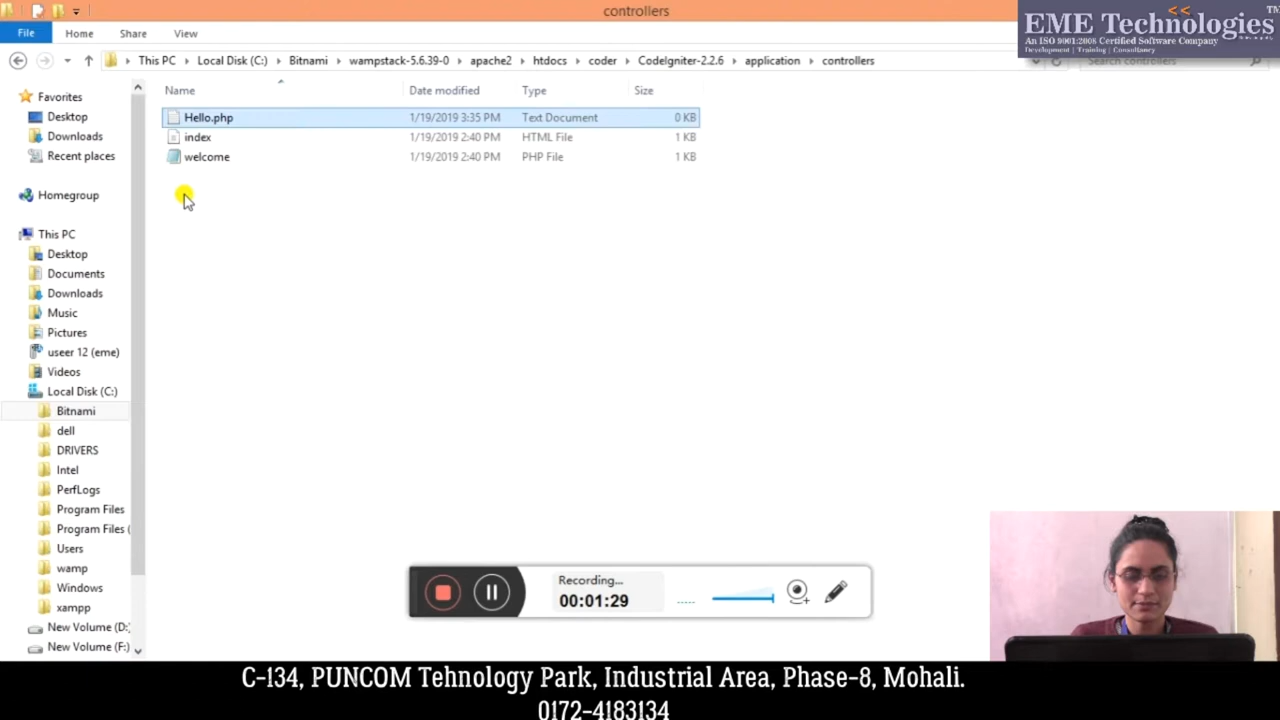 controllers
EME Technologies
TM
An ISO 9001:2008 Certified Software Company
Development | Training | Consultancy
File Home Share View
This PC Local Disk (C:) Bitnami wampstack-5.6.39-0 apache2 htdocs coder CodeIgniter-2.2.6 application controllers
Search controllers
Name Date modified Type Size
Hello.php 1/19/2019 3:35 PM Text Document 0 KB
index 1/19/2019 2:40 PM HTML File 1 KB
welcome 1/19/2019 2:40 PM PHP File 1 KB
Favorites
Desktop
Downloads
Recent places
Homegroup
This PC
Desktop
Documents
Downloads
Music
Pictures
useer 12 (eme)
Videos
Local Disk (C:)
Bitnami
dell
DRIVERS
Intel
PerfLogs
Program Files
Program Files (
Users
wamp
Windows
xampp
New Volume (D:
New Volume (F:)
Recording...
00:01:29
C-134, PUNCOM Tehnology Park, Industrial Area, Phase-8, Mohali.
0172-4183134